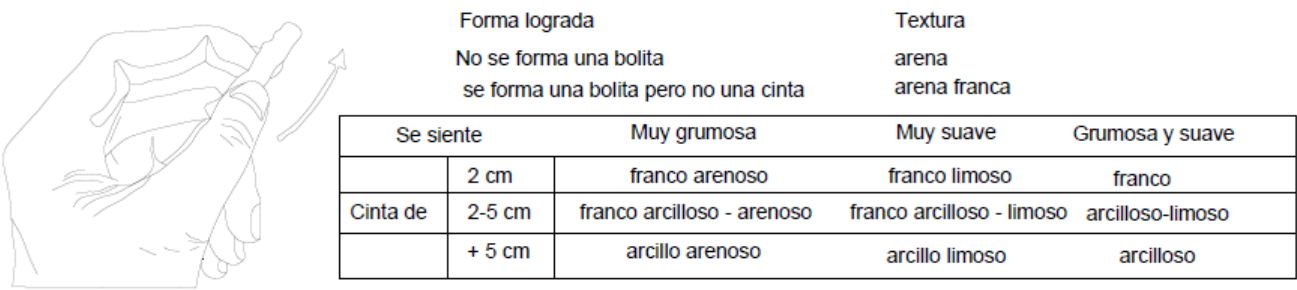 Forma lograda Textura
No se forma una bolita arena
se forma una bolita pero no una cinta arena franca
Se siente Muy grumosa Muy suave Grumosa y suave
2 cm franco arenoso franco limoso franco
Cinta de 2-5 cm franco arcilloso - arenoso franco arcilloso - limoso arcilloso-limoso
+ 5 cm arcillo arenoso arcillo limoso arcilloso